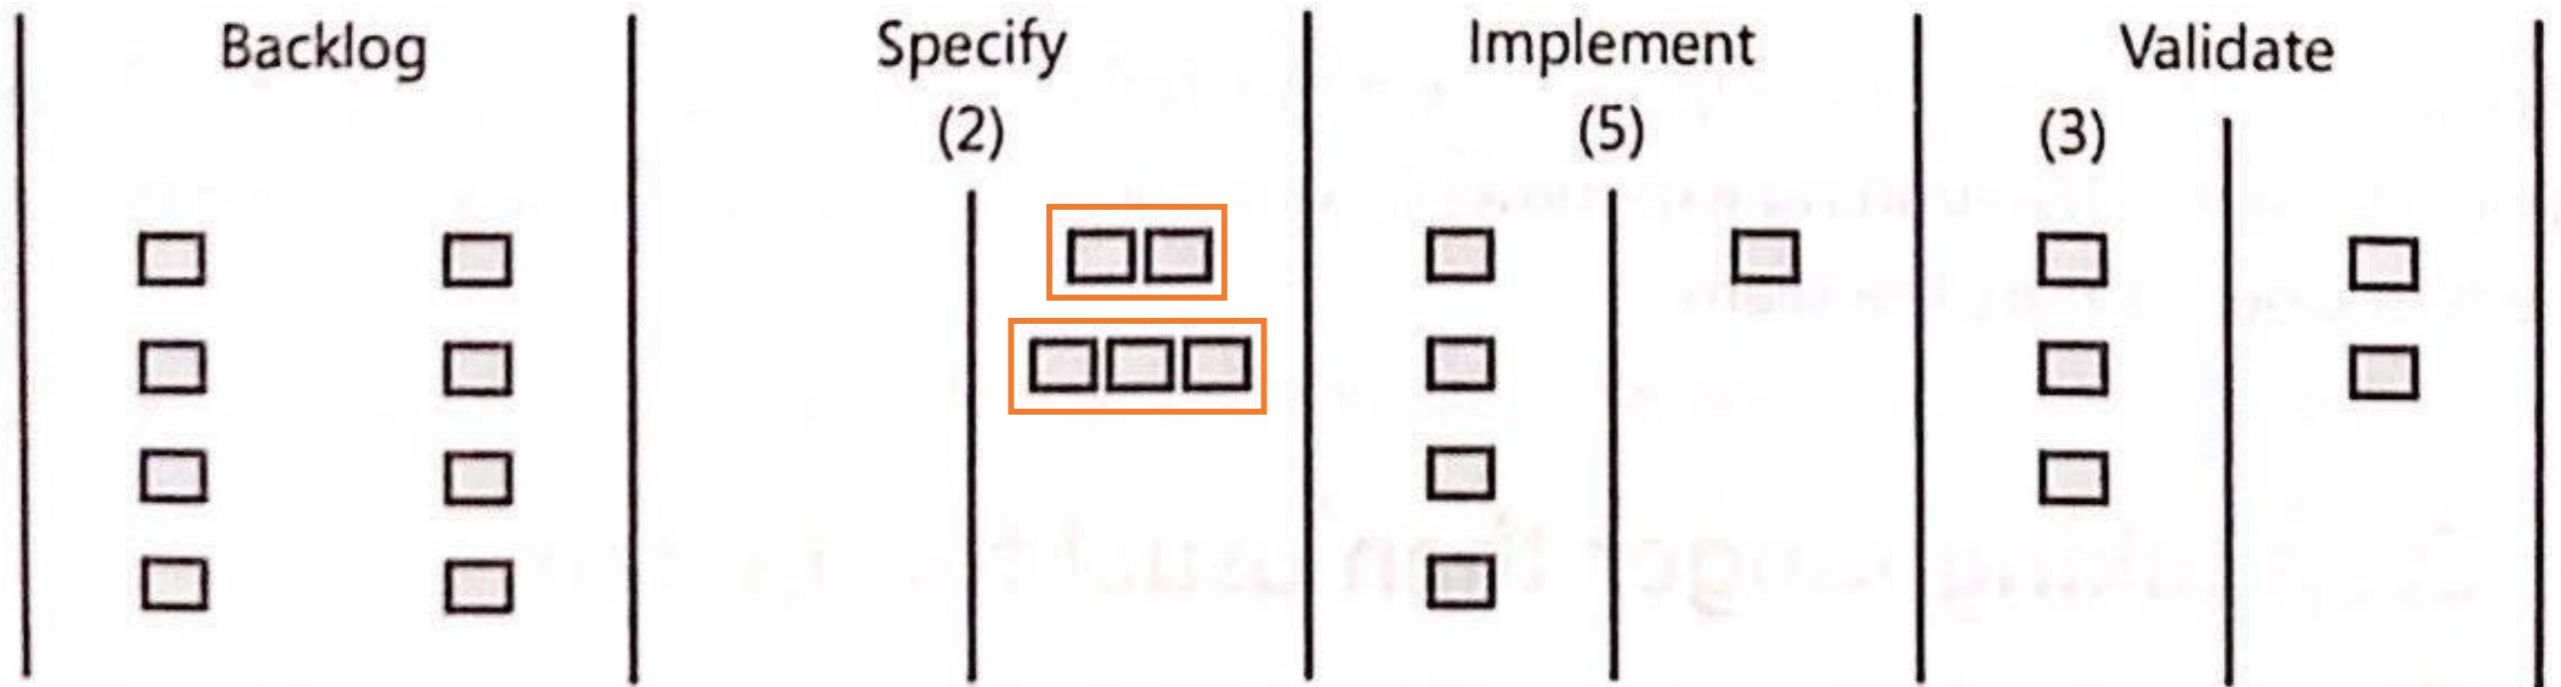 Backlog
Specify
Implement
Validate
(2)
(5)
(3)